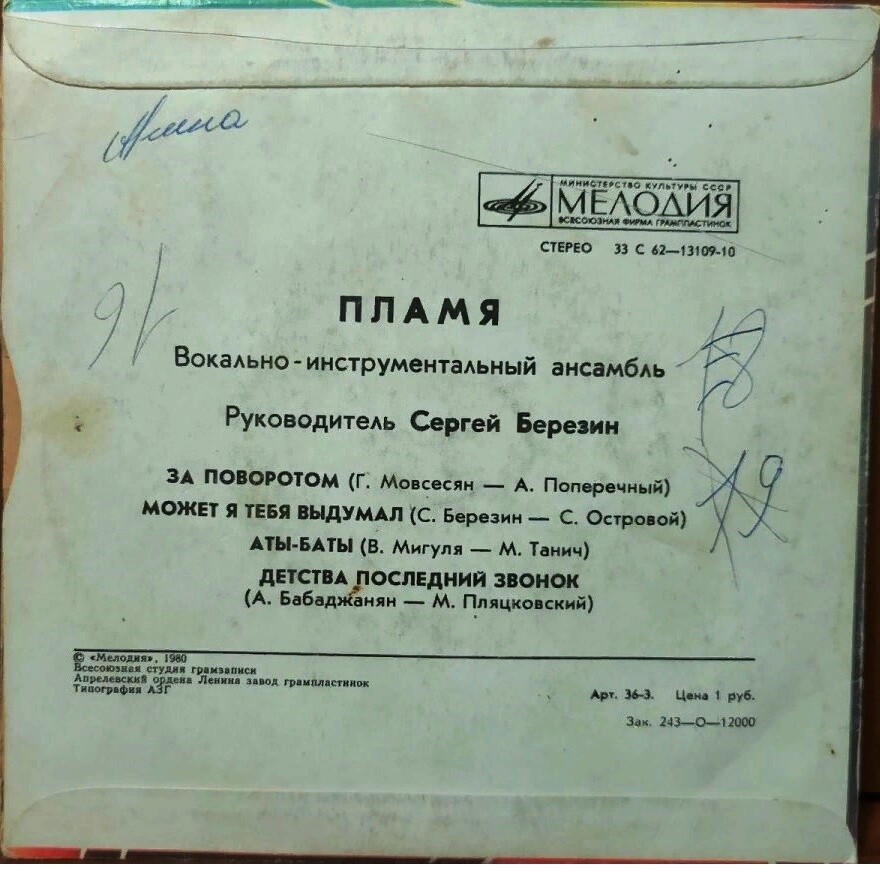 Алина
МИНИСТЕРСТВО КУЛЬТУРЫ СССР
МЕЛОДИЯ
ВСЕСОЮЗНАЯ ФИРМА ГРАМПЛАСТИНОК
СТЕРЕО 33 С 62—13109-10
ПЛАМЯ
Вокально-инструментальный ансамбль
Руководитель Сергей Березин
ЗА ПОВОРОТОМ (Г. Мовсесян — А. Поперечный)
МОЖЕТ Я ТЕБЯ ВЫДУМАЛ (С. Березин — С. Островой)
19
АТЫ-БАТЫ (В. Мигуля — М. Танич)
ДЕТСТВА ПОСЛЕДНИЙ ЗВОНОК
(А. Бабаджанян — М. Пляцковский)
© «Мелодия», 1980
Всесоюзная студия грамзаписи
Апрелевский ордена Ленина завод грампластинок
Типография АЗГ
Арт. 36-3. Цена 1 руб.
Зак. 243—О—12000